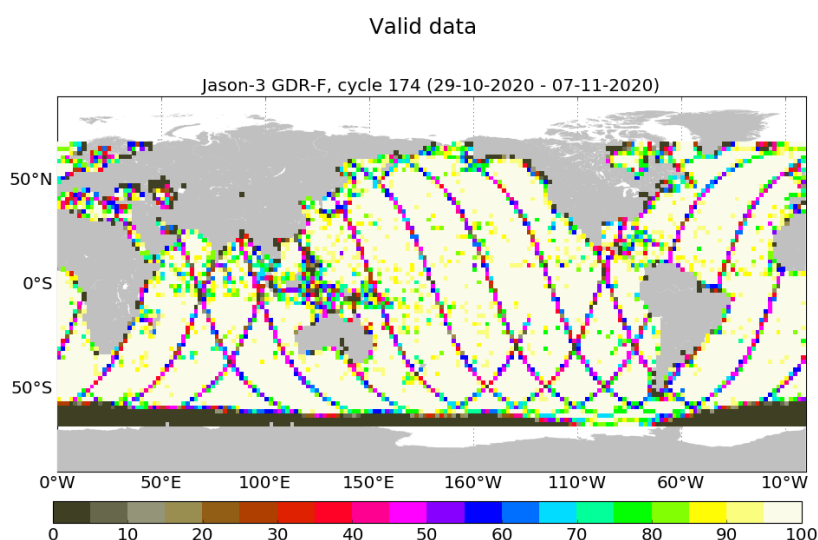 Valid data
Jason-3 GDR-F, cycle 174 (29-10-2020 - 07-11-2020)
50°N
0°S
50°S
0°W 50°E 100°E 150°E 160°W 110°W 60°W 10°W
0 10 20 30 40 50 60 70 80 90 100